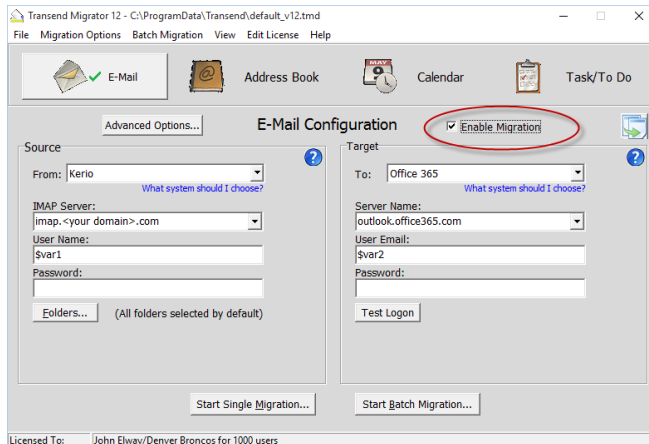 Transend Migrator 12 - C:\ProgramData\Transend\default_v12.tmd
File Migration Options Batch Migration View Edit License Help
E-Mail Address Book Calendar Task/To Do
MAY
Advanced Options... E-Mail Configuration Enable Migration
Source Target
From: Kerio To: Office 365
What system should I choose? What system should I choose?
IMAP Server: Server Name:
imap.<your domain>.com outlook.office365.com
User Name: User Email:
$var1 $var2
Password: Password:
Folders... (All folders selected by default) Test Logon
Start Single Migration... Start Batch Migration...
Licensed To: John Elway/Denver Broncos for 1000 users